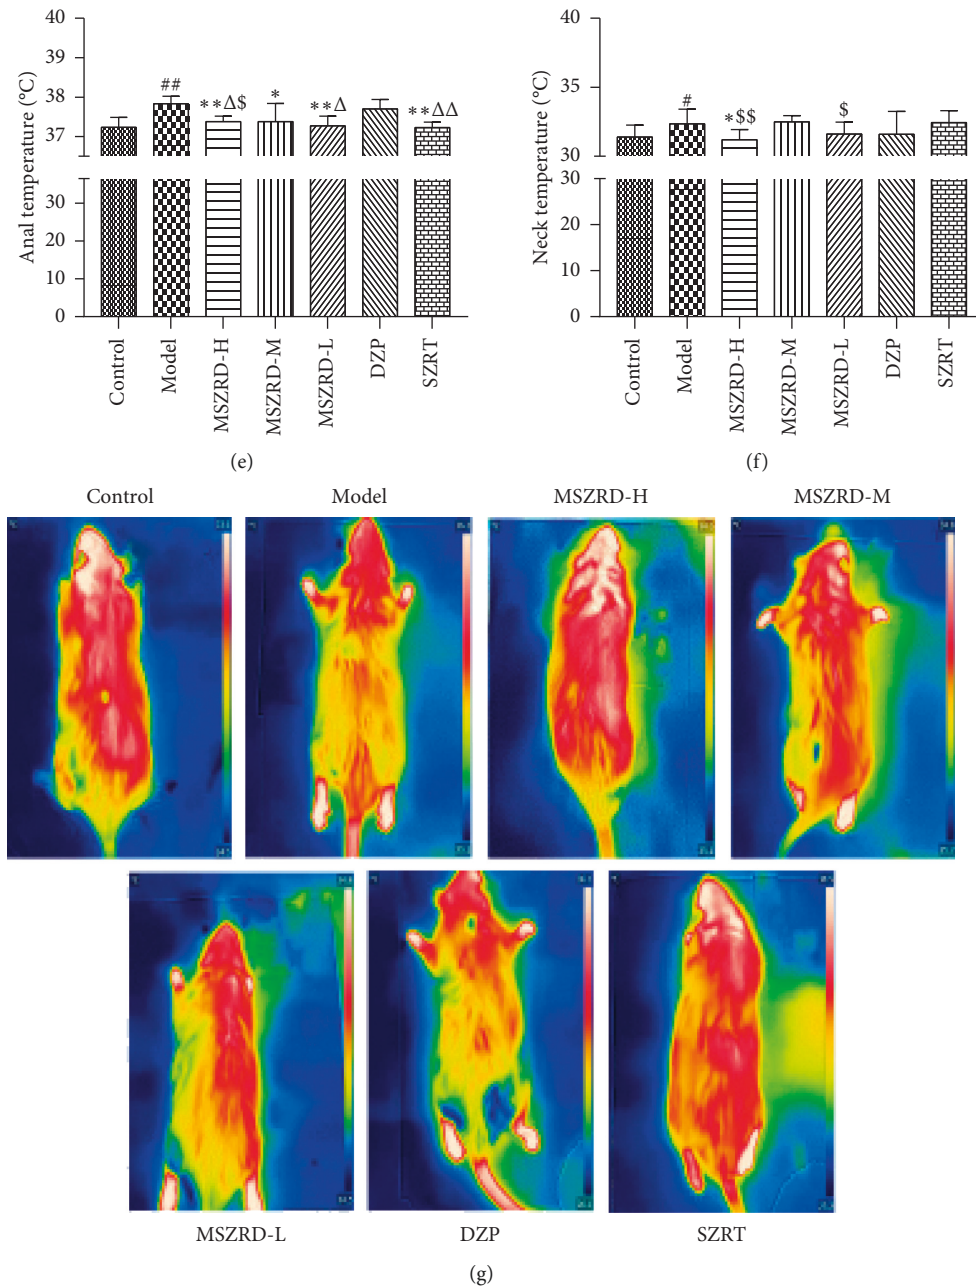 40
39
38
37
30
20
10
0
Anal temperature (°C)
##
**Δ$
*
**Δ
**ΔΔ
Control
Model
MSZRD-H
MSZRD-M
MSZRD-L
DZP
SZRT
(e)
40
35
30
30
20
10
0
Neck temperature (°C)
#
*$$
$
Control
Model
MSZRD-H
MSZRD-M
MSZRD-L
DZP
SZRT
(f)
Control
Model
MSZRD-H
MSZRD-M
MSZRD-L
DZP
SZRT
(g)